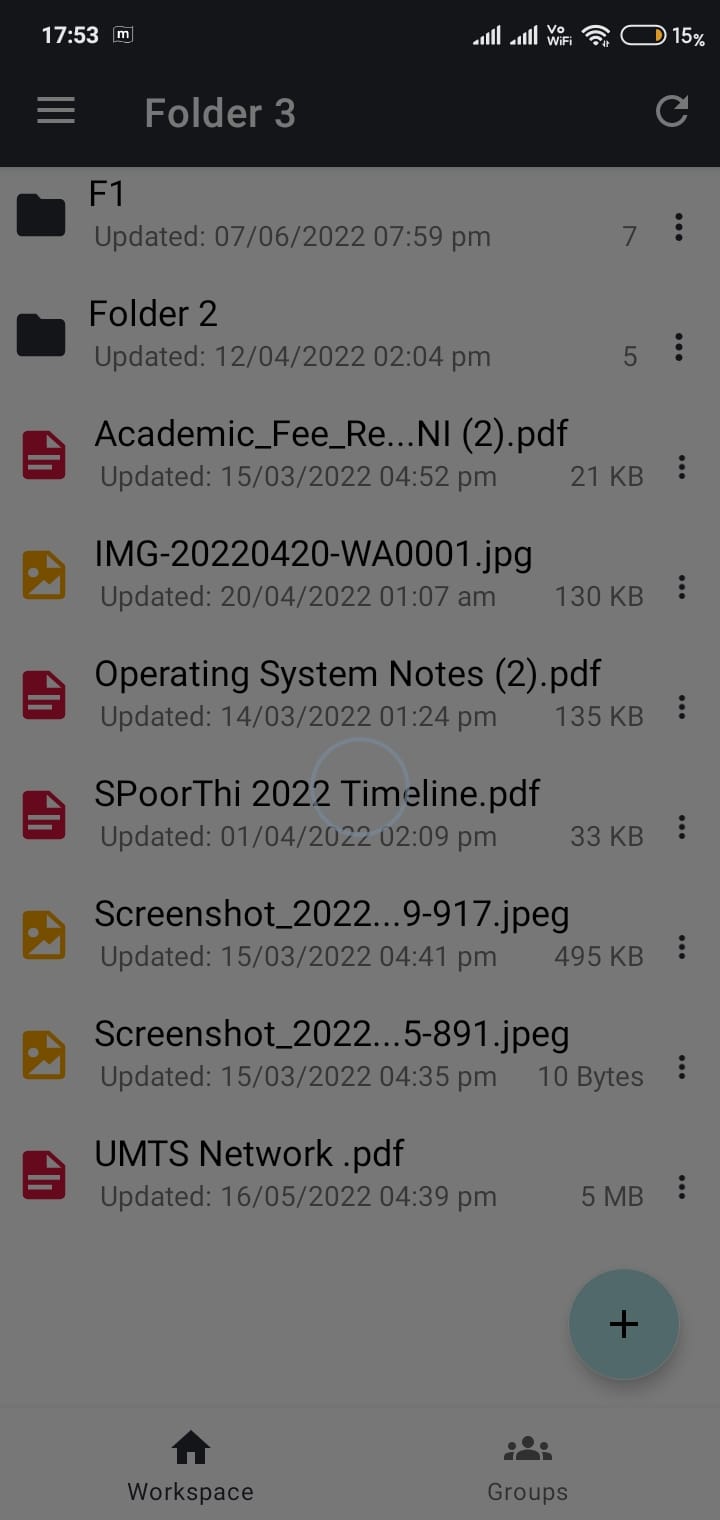 17:53 m Vo WiFi 15%
Folder 3
F1
Updated: 07/06/2022 07:59 pm 7
Folder 2
Updated: 12/04/2022 02:04 pm 5
Academic_Fee_Re...NI (2).pdf
Updated: 15/03/2022 04:52 pm 21 KB
IMG-20220420-WA0001.jpg
Updated: 20/04/2022 01:07 am 130 KB
Operating System Notes (2).pdf
Updated: 14/03/2022 01:24 pm 135 KB
SPoorThi 2022 Timeline.pdf
Updated: 01/04/2022 02:09 pm 33 KB
Screenshot_2022...9-917.jpeg
Updated: 15/03/2022 04:41 pm 495 KB
Screenshot_2022...5-891.jpeg
Updated: 15/03/2022 04:35 pm 10 Bytes
UMTS Network .pdf
Updated: 16/05/2022 04:39 pm 5 MB
+
Workspace Groups